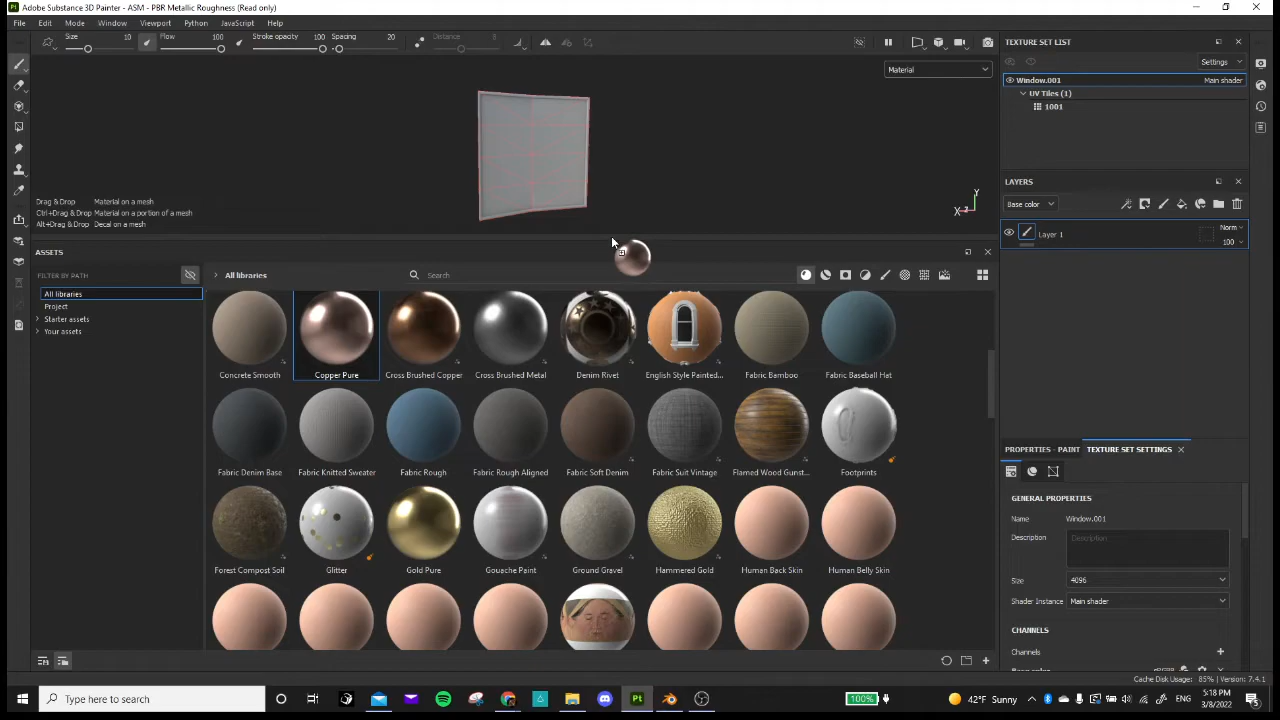 Adobe Substance 3D Painter - ASM - PBR Metallic Roughness (Read only)
File Edit Mode Window Viewport Python JavaScript Help
Size 10 Flow 100 Stroke opacity 100 Spacing 20 Distance 8
Material
Drag & Drop Material on a mesh
Ctrl+Drag & Drop Material on a portion of a mesh
Alt+Drag & Drop Decal on a mesh
Y
X Z
TEXTURE SET LIST
Settings
Window.001 Main shader
UV Tiles (1)
1001
LAYERS
Base color
Layer 1
Norm
100
ASSETS
FILTER BY PATH
All libraries
Project
Starter assets
Your assets
All libraries
Search
Concrete Smooth Copper Pure Cross Brushed Copper Cross Brushed Metal Denim Rivet English Style Painted... Fabric Bamboo Fabric Baseball Hat
Fabric Denim Base Fabric Knitted Sweater Fabric Rough Fabric Rough Aligned Fabric Soft Denim Fabric Suit Vintage Flamed Wood Gunst... Footprints
Forest Compost Soil Glitter Gold Pure Gouache Paint Ground Gravel Hammered Gold Human Back Skin Human Belly Skin
PROPERTIES - PAINT TEXTURE SET SETTINGS
GENERAL PROPERTIES
Name Window.001
Description Description
Size 4096
Shader Instance Main shader
CHANNELS
Channels
Cache Disk Usage: 85% | Version: 7.4.1
Type here to search
100%
42°F Sunny
ENG
5:18 PM
3/8/2022